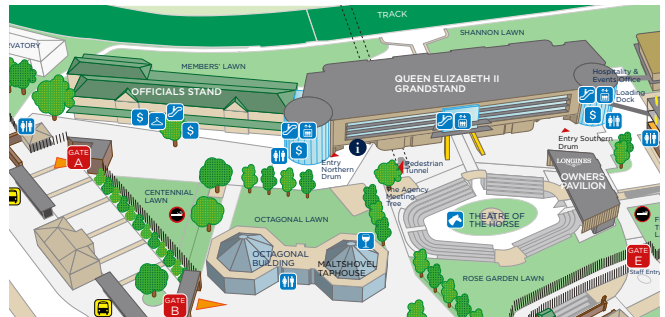 TRACK
SHANNON LAWN
RVATORY
MEMBERS' LAWN
QUEEN ELIZABETH II
GRANDSTAND
Hospitality &
Events Office
OFFICIALS STAND
Loading
Dock
$
$
$
$
i
Entry Southern
Drum
GATE
A
Entry
Northern
Drum
Pedestrian
Tunnel
LONGINES
OWNERS
PAVILION
The Agency
Meeting
Tree
CENTENNIAL
LAWN
OCTAGONAL LAWN
THEATRE OF
THE HORSE
OCTAGONAL
BUILDING
MALTSHOVEL
TAPHOUSE
GATE
E
Staff Entry
ROSE GARDEN LAWN
GATE
B